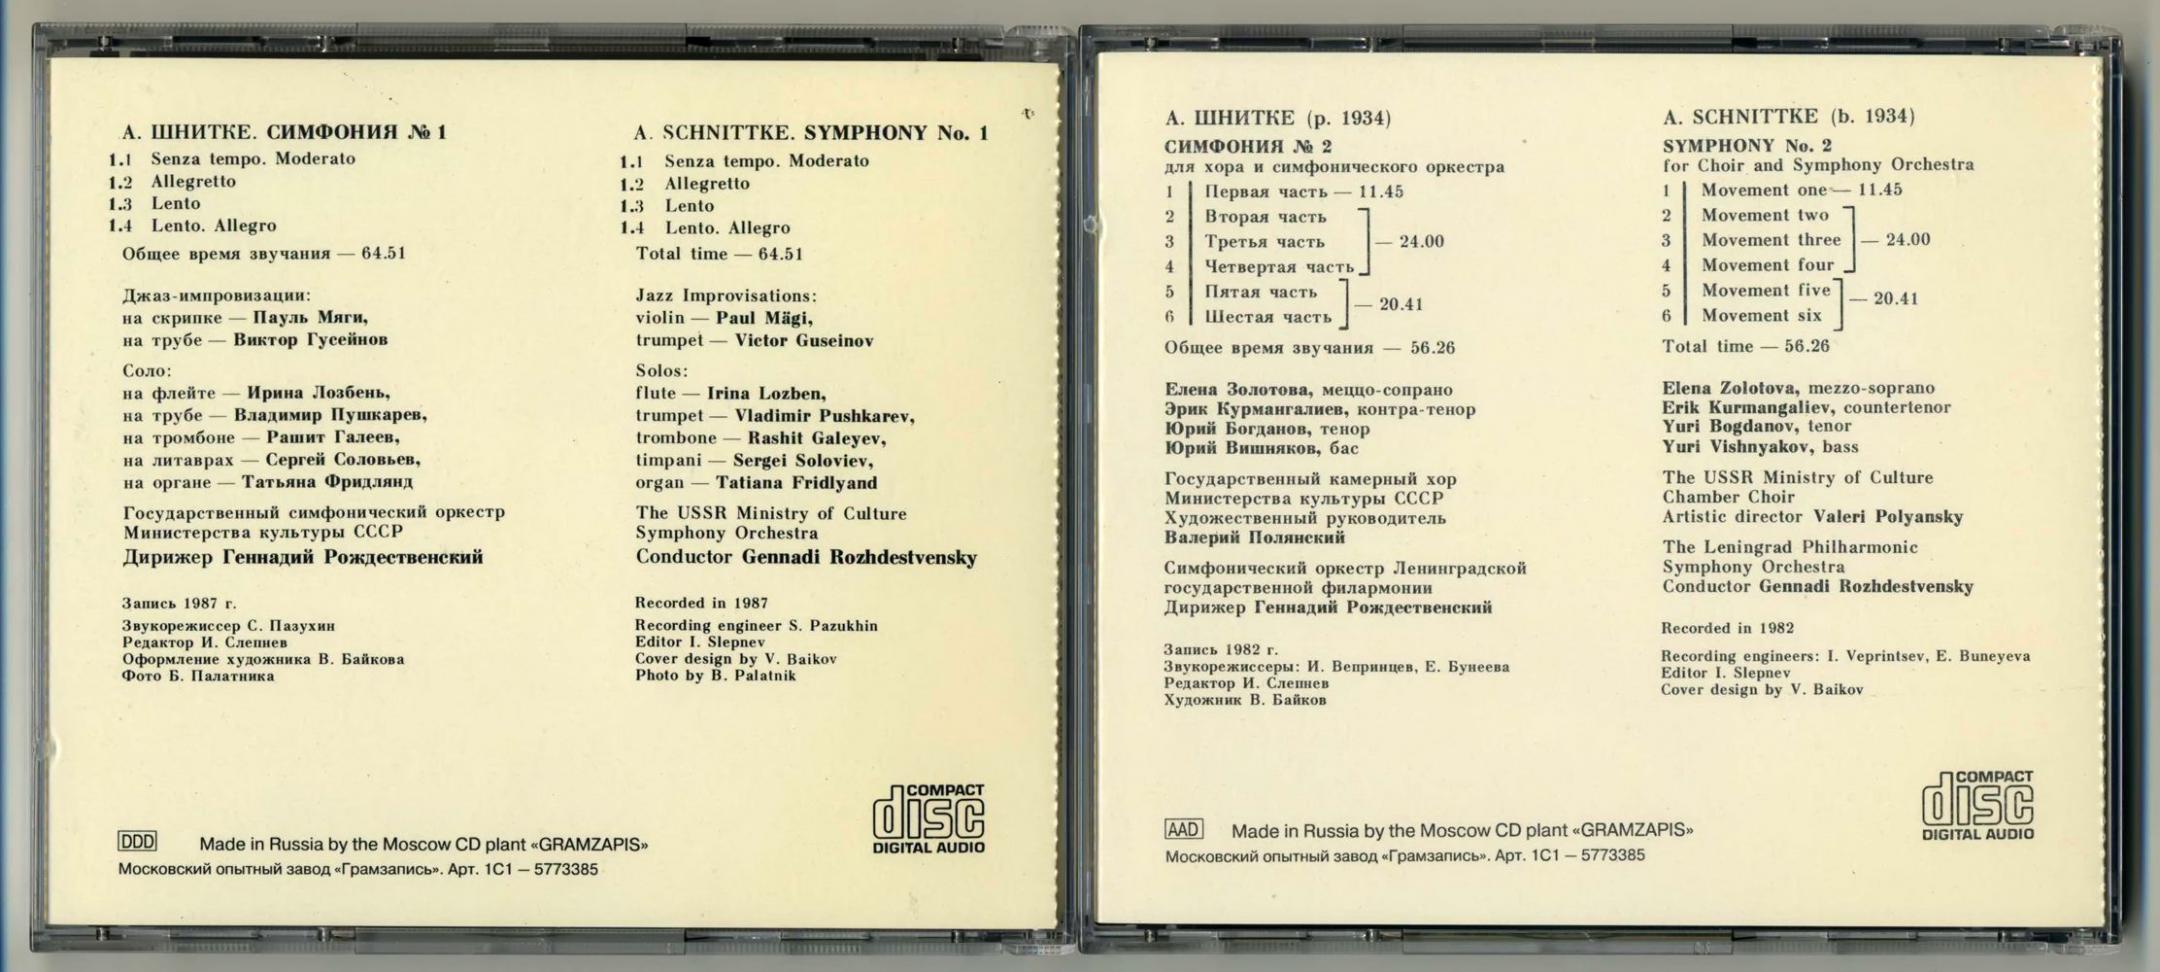 А. ШНИТКЕ. СИМФОНИЯ № 1
1.1 Senza tempo. Moderato
1.2 Allegretto
1.3 Lento
1.4 Lento. Allegro
Общее время звучания — 64.51
Джаз-импровизации:
на скрипке — Пауль Мяги,
на трубе — Виктор Гусейнов
Соло:
на флейте — Ирина Лозбень,
на трубе — Владимир Пушкарев,
на тромбоне — Рашит Галеев,
на литаврах — Сергей Соловьев,
на органе — Татьяна Фридлянд
Государственный симфонический оркестр
Министерства культуры СССР
Дирижер Геннадий Рождественский
Запись 1987 г.
Звукорежиссер С. Пазухин
Редактор И. Слепнев
Оформление художника В. Байкова
Фото Б. Палатника
A. SCHNITTKE. SYMPHONY No. 1
1.1 Senza tempo. Moderato
1.2 Allegretto
1.3 Lento
1.4 Lento. Allegro
Total time — 64.51
Jazz Improvisations:
violin — Paul Mägi,
trumpet — Victor Guseinov
Solos:
flute — Irina Lozben,
trumpet — Vladimir Pushkarev,
trombone — Rashit Galeyev,
timpani — Sergei Soloviev,
organ — Tatiana Fridlyand
The USSR Ministry of Culture
Symphony Orchestra
Conductor Gennadi Rozhdestvensky
Recorded in 1987
Recording engineer S. Pazukhin
Editor I. Slepnev
Cover design by V. Baikov
Photo by B. Palatnik
COMPACT
disc
DIGITAL AUDIO
DDD Made in Russia by the Moscow CD plant «GRAMZAPIS»
Московский опытный завод «Грамзапись». Арт. 1С1 — 5773385
А. ШНИТКЕ (р. 1934)
СИМФОНИЯ № 2
для хора и симфонического оркестра
1 Первая часть — 11.45
2 Вторая часть
3 Третья часть — 24.00
4 Четвертая часть
5 Пятая часть
— 20.41
6 Шестая часть
Общее время звучания — 56.26
Елена Золотова, меццо-сопрано
Эрик Курмангалиев, контра-тенор
Юрий Богданов, тенор
Юрий Вишняков, бас
Государственный камерный хор
Министерства культуры СССР
Художественный руководитель
Валерий Полянский
Симфонический оркестр Ленинградской
государственной филармонии
Дирижер Геннадий Рождественский
Запись 1982 г.
Звукорежиссеры: И. Вепринцев, Е. Бунеева
Редактор И. Слепнев
Художник В. Байков
A. SCHNITTKE (b. 1934)
SYMPHONY No. 2
for Choir and Symphony Orchestra
1 Movement one — 11.45
2 Movement two
3 Movement three — 24.00
4 Movement four
5 Movement five
— 20.41
6 Movement six
Total time — 56.26
Elena Zolotova, mezzo-soprano
Erik Kurmangaliev, countertenor
Yuri Bogdanov, tenor
Yuri Vishnyakov, bass
The USSR Ministry of Culture
Chamber Choir
Artistic director Valeri Polyansky
The Leningrad Philharmonic
Symphony Orchestra
Conductor Gennadi Rozhdestvensky
Recorded in 1982
Recording engineers: I. Veprintsev, E. Buneyeva
Editor I. Slepnev
Cover design by V. Baikov
COMPACT
disc
DIGITAL AUDIO
AAD Made in Russia by the Moscow CD plant «GRAMZAPIS»
Московский опытный завод «Грамзапись». Арт. 1С1 — 5773385